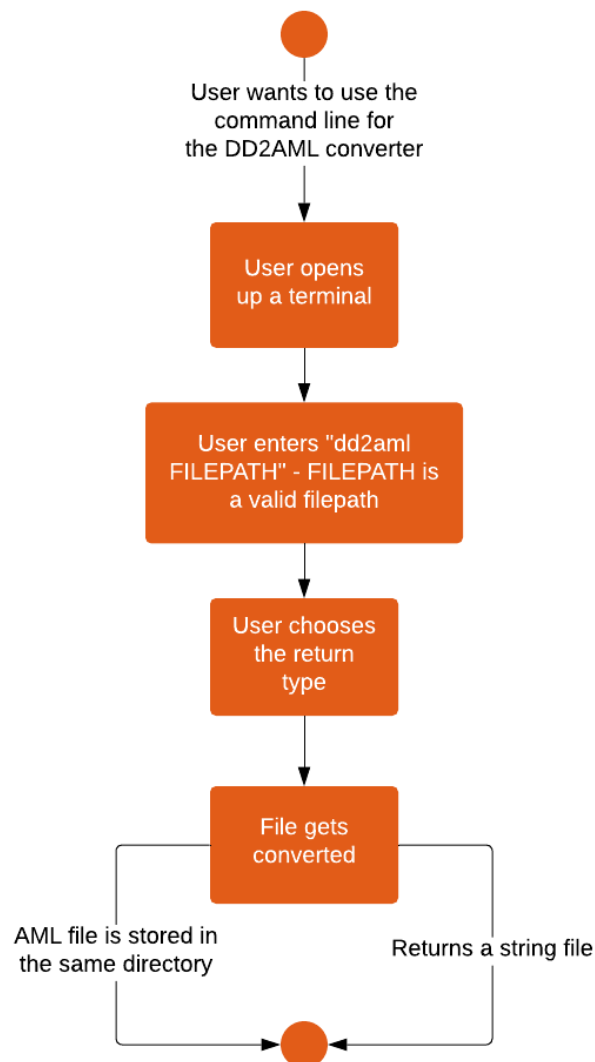 User wants to use the
command line for
the DD2AML converter
User opens
up a terminal
User enters "dd2aml
FILEPATH" - FILEPATH is
a valid filepath
User chooses
the return
type
File gets
converted
AML file is stored in
the same directory
Returns a string file